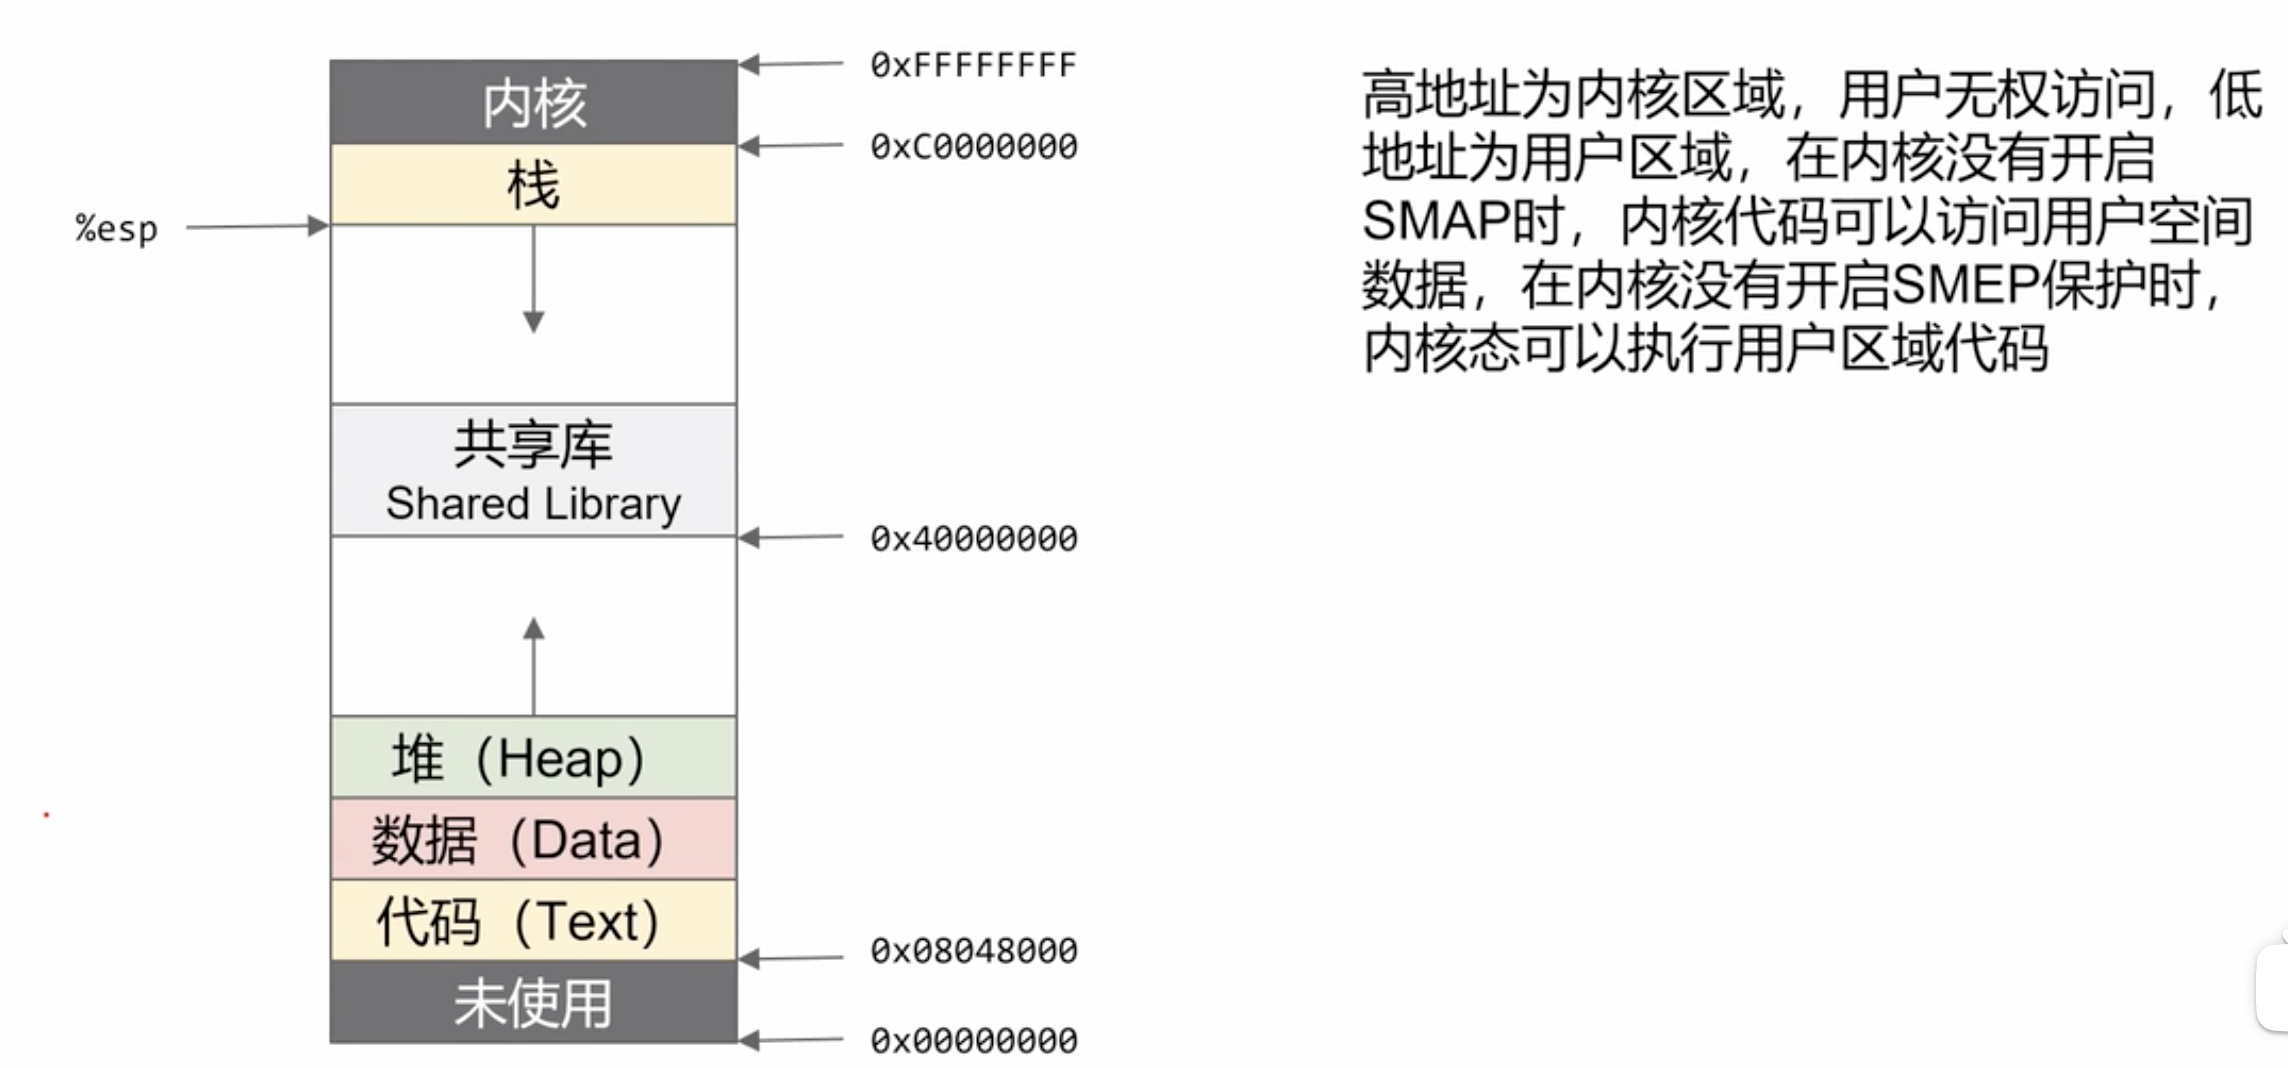 0xFFFFFFFF
内核
0xC0000000
栈
%esp
共享库
Shared Library
0x40000000
堆（Heap）
数据（Data）
代码（Text）
0x08048000
未使用
0x00000000
高地址为内核区域，用户无权访问，低
地址为用户区域，在内核没有开启
SMAP时，内核代码可以访问用户空间
数据，在内核没有开启SMEP保护时，
内核态可以执行用户区域代码